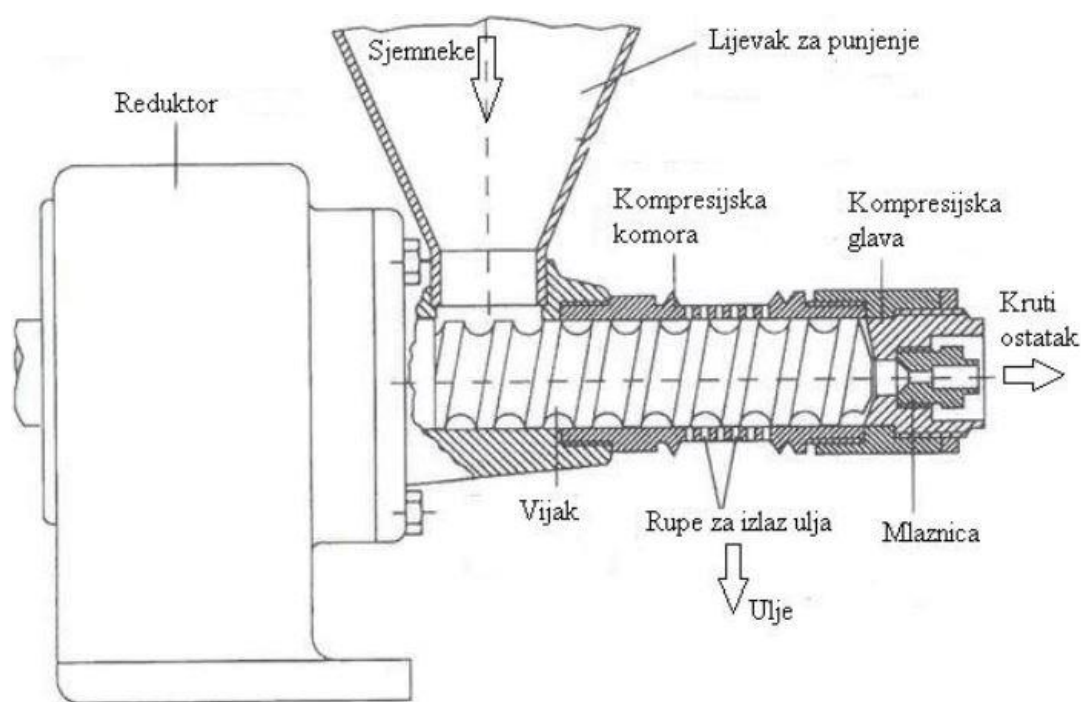 Sjemneke
Lijevak za punjenje
Reduktor
Kompresijska
komora
Kompresijska
glava
Kruti
ostatak
Vijak
Rupe za izlaz ulja
Mlaznica
Ulje